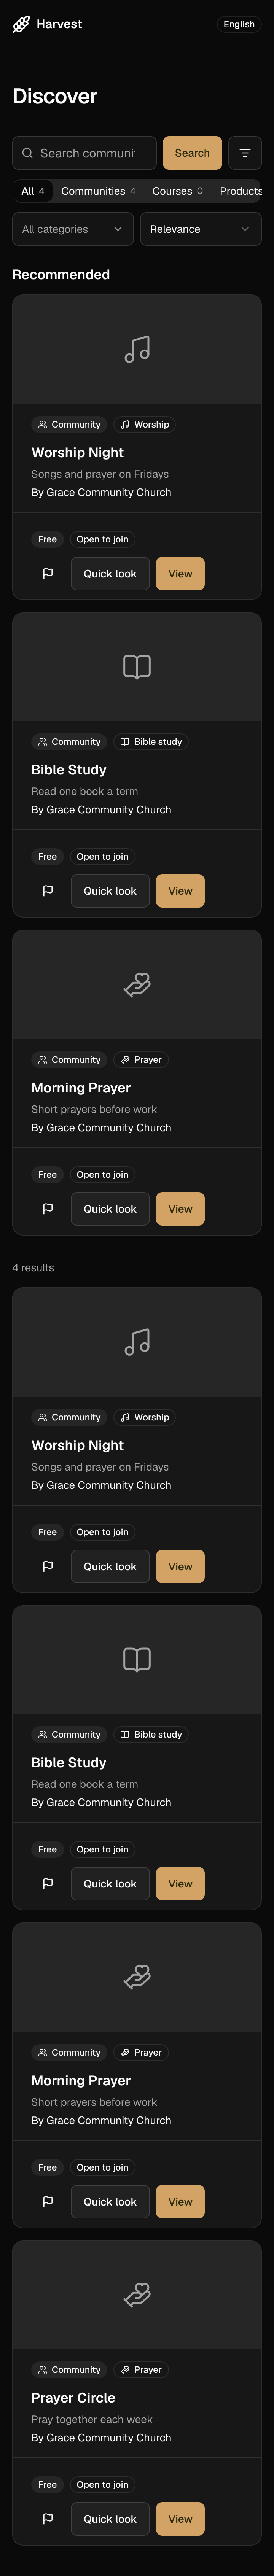 Harvest
English
Discover
Search
All 4 Communities 4 Courses 0 Products
All categories
Relevance
Recommended
Community Worship
Worship Night
Songs and prayer on Fridays
By Grace Community Church
Free Open to join
Quick look View
Community Bible study
Bible Study
Read one book a term
By Grace Community Church
Free Open to join
Quick look View
Community Prayer
Morning Prayer
Short prayers before work
By Grace Community Church
Free Open to join
Quick look View
4 results
Community Worship
Worship Night
Songs and prayer on Fridays
By Grace Community Church
Free Open to join
Quick look View
Community Bible study
Bible Study
Read one book a term
By Grace Community Church
Free Open to join
Quick look View
Community Prayer
Morning Prayer
Short prayers before work
By Grace Community Church
Free Open to join
Quick look View
Community Prayer
Prayer Circle
Pray together each week
By Grace Community Church
Free Open to join
Quick look View